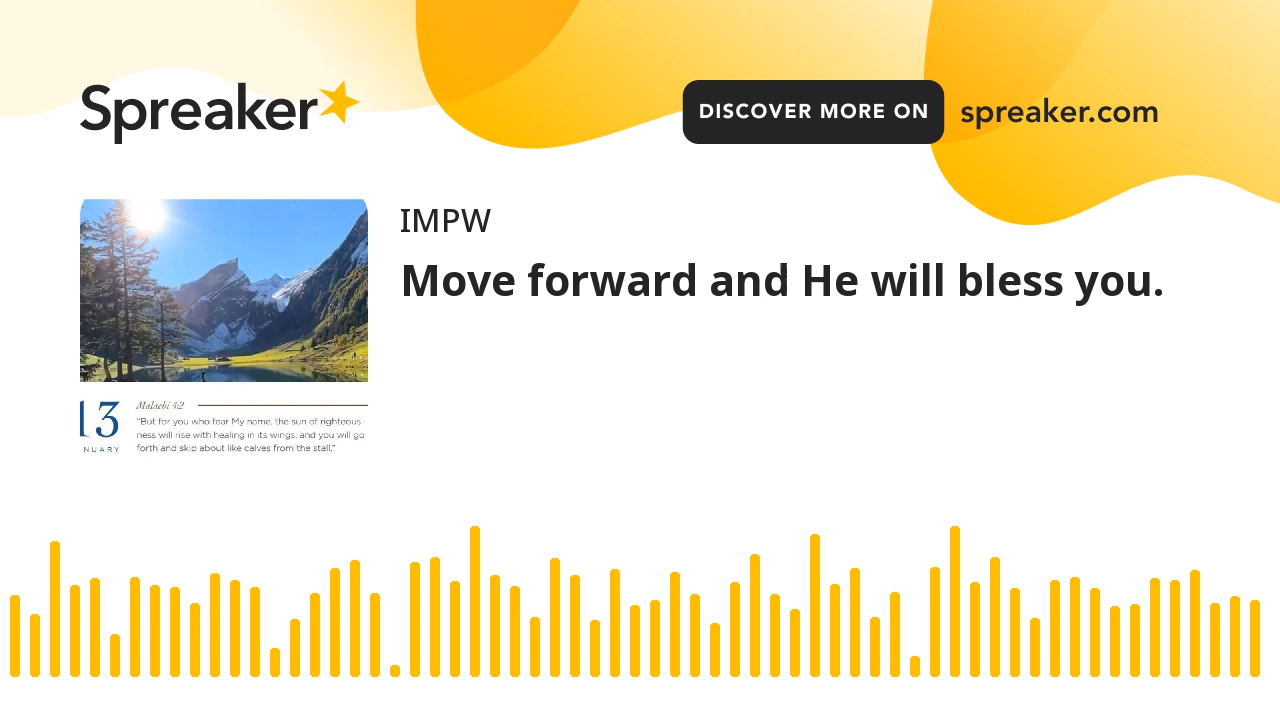 Spreaker
DISCOVER MORE ON
spreaker.com
IMPW
Move forward and He will bless you.
13
NUARY
Malachi 4:2
"But for you who fear My name, the sun of righteous-
ness will rise with healing in its wings; and you will go
forth and skip about like calves from the stall."